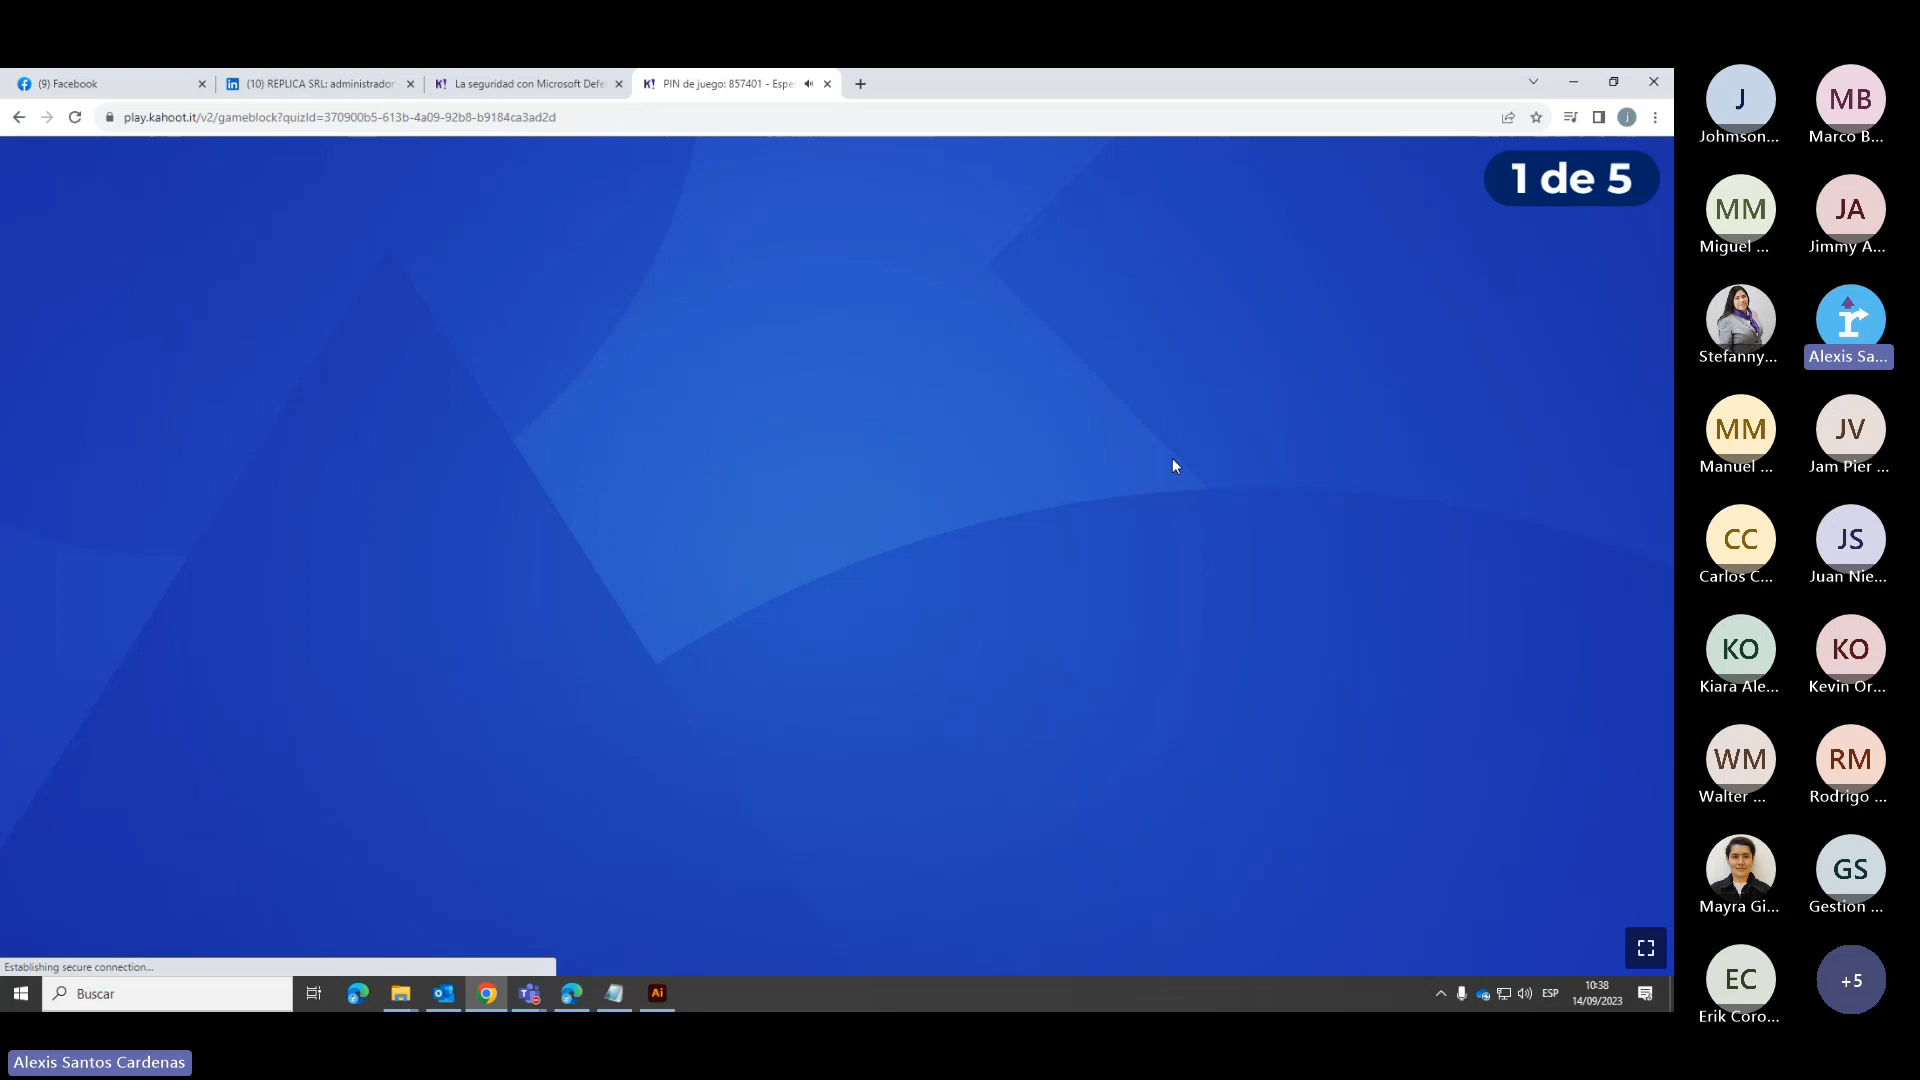 (9) Facebook
(10) REPLICA SRL: administrador
K! La seguridad con Microsoft Defe
K! PIN de juego: 857401 - Espe
play.kahoot.it/v2/gameblock?quizId=370900b5-613b-4a09-92b8-b9184ca3ad2d
j
1 de 5
Establishing secure connection...
Buscar
Ai
ESP
10:38
14/09/2023
J
Johmson...
MB
Marco B...
MM
Miguel ...
JA
Jimmy A...
Stefanny...
r
Alexis Sa...
MM
Manuel ...
JV
Jam Pier ...
CC
Carlos C...
JS
Juan Nie...
KO
Kiara Ale...
KO
Kevin Or...
WM
Walter ...
RM
Rodrigo ...
Mayra Gi...
GS
Gestion ...
EC
Erik Coro...
+5
Alexis Santos Cardenas